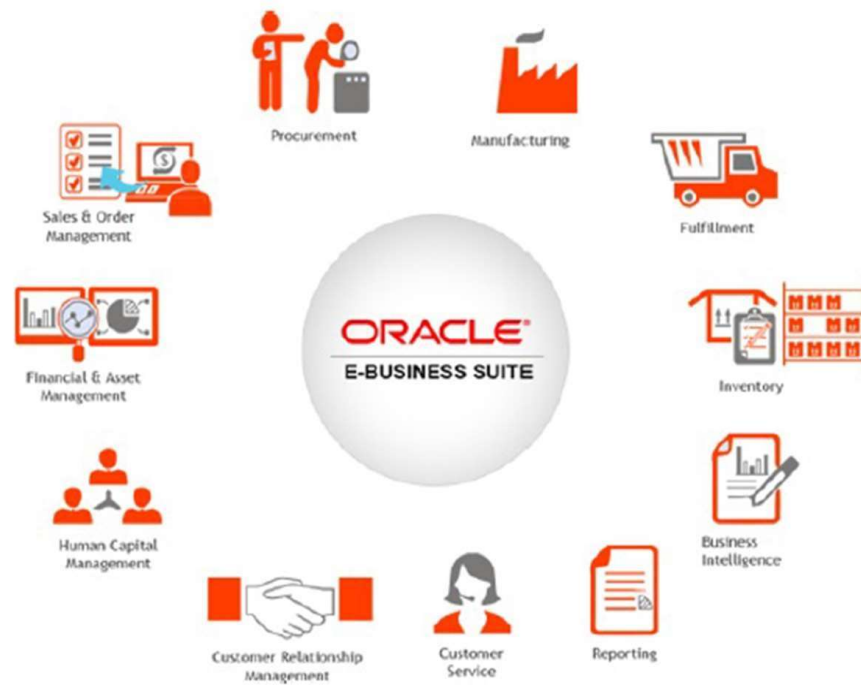 Procurement
Manufacturing
Sales & Order
Management
Fulfillment
ORACLE®
E-BUSINESS SUITE
Financial & Asset
Management
Inventory
Human Capital
Management
Business
Intelligence
Customer Relationship
Management
Customer
Service
Reporting